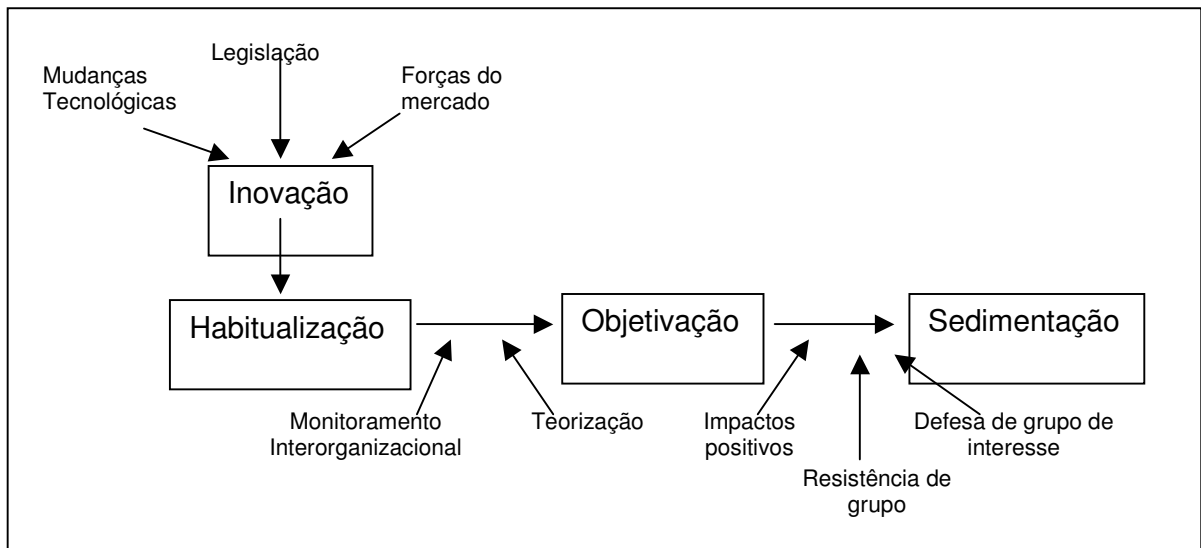 Legislação
Mudanças
Tecnológicas
Forças do
mercado
Inovação
Habitualização
Objetivação
Sedimentação
Monitoramento
Interorganizacional
Teorização
Impactos
positivos
Defesa de grupo de
interesse
Resistência de
grupo